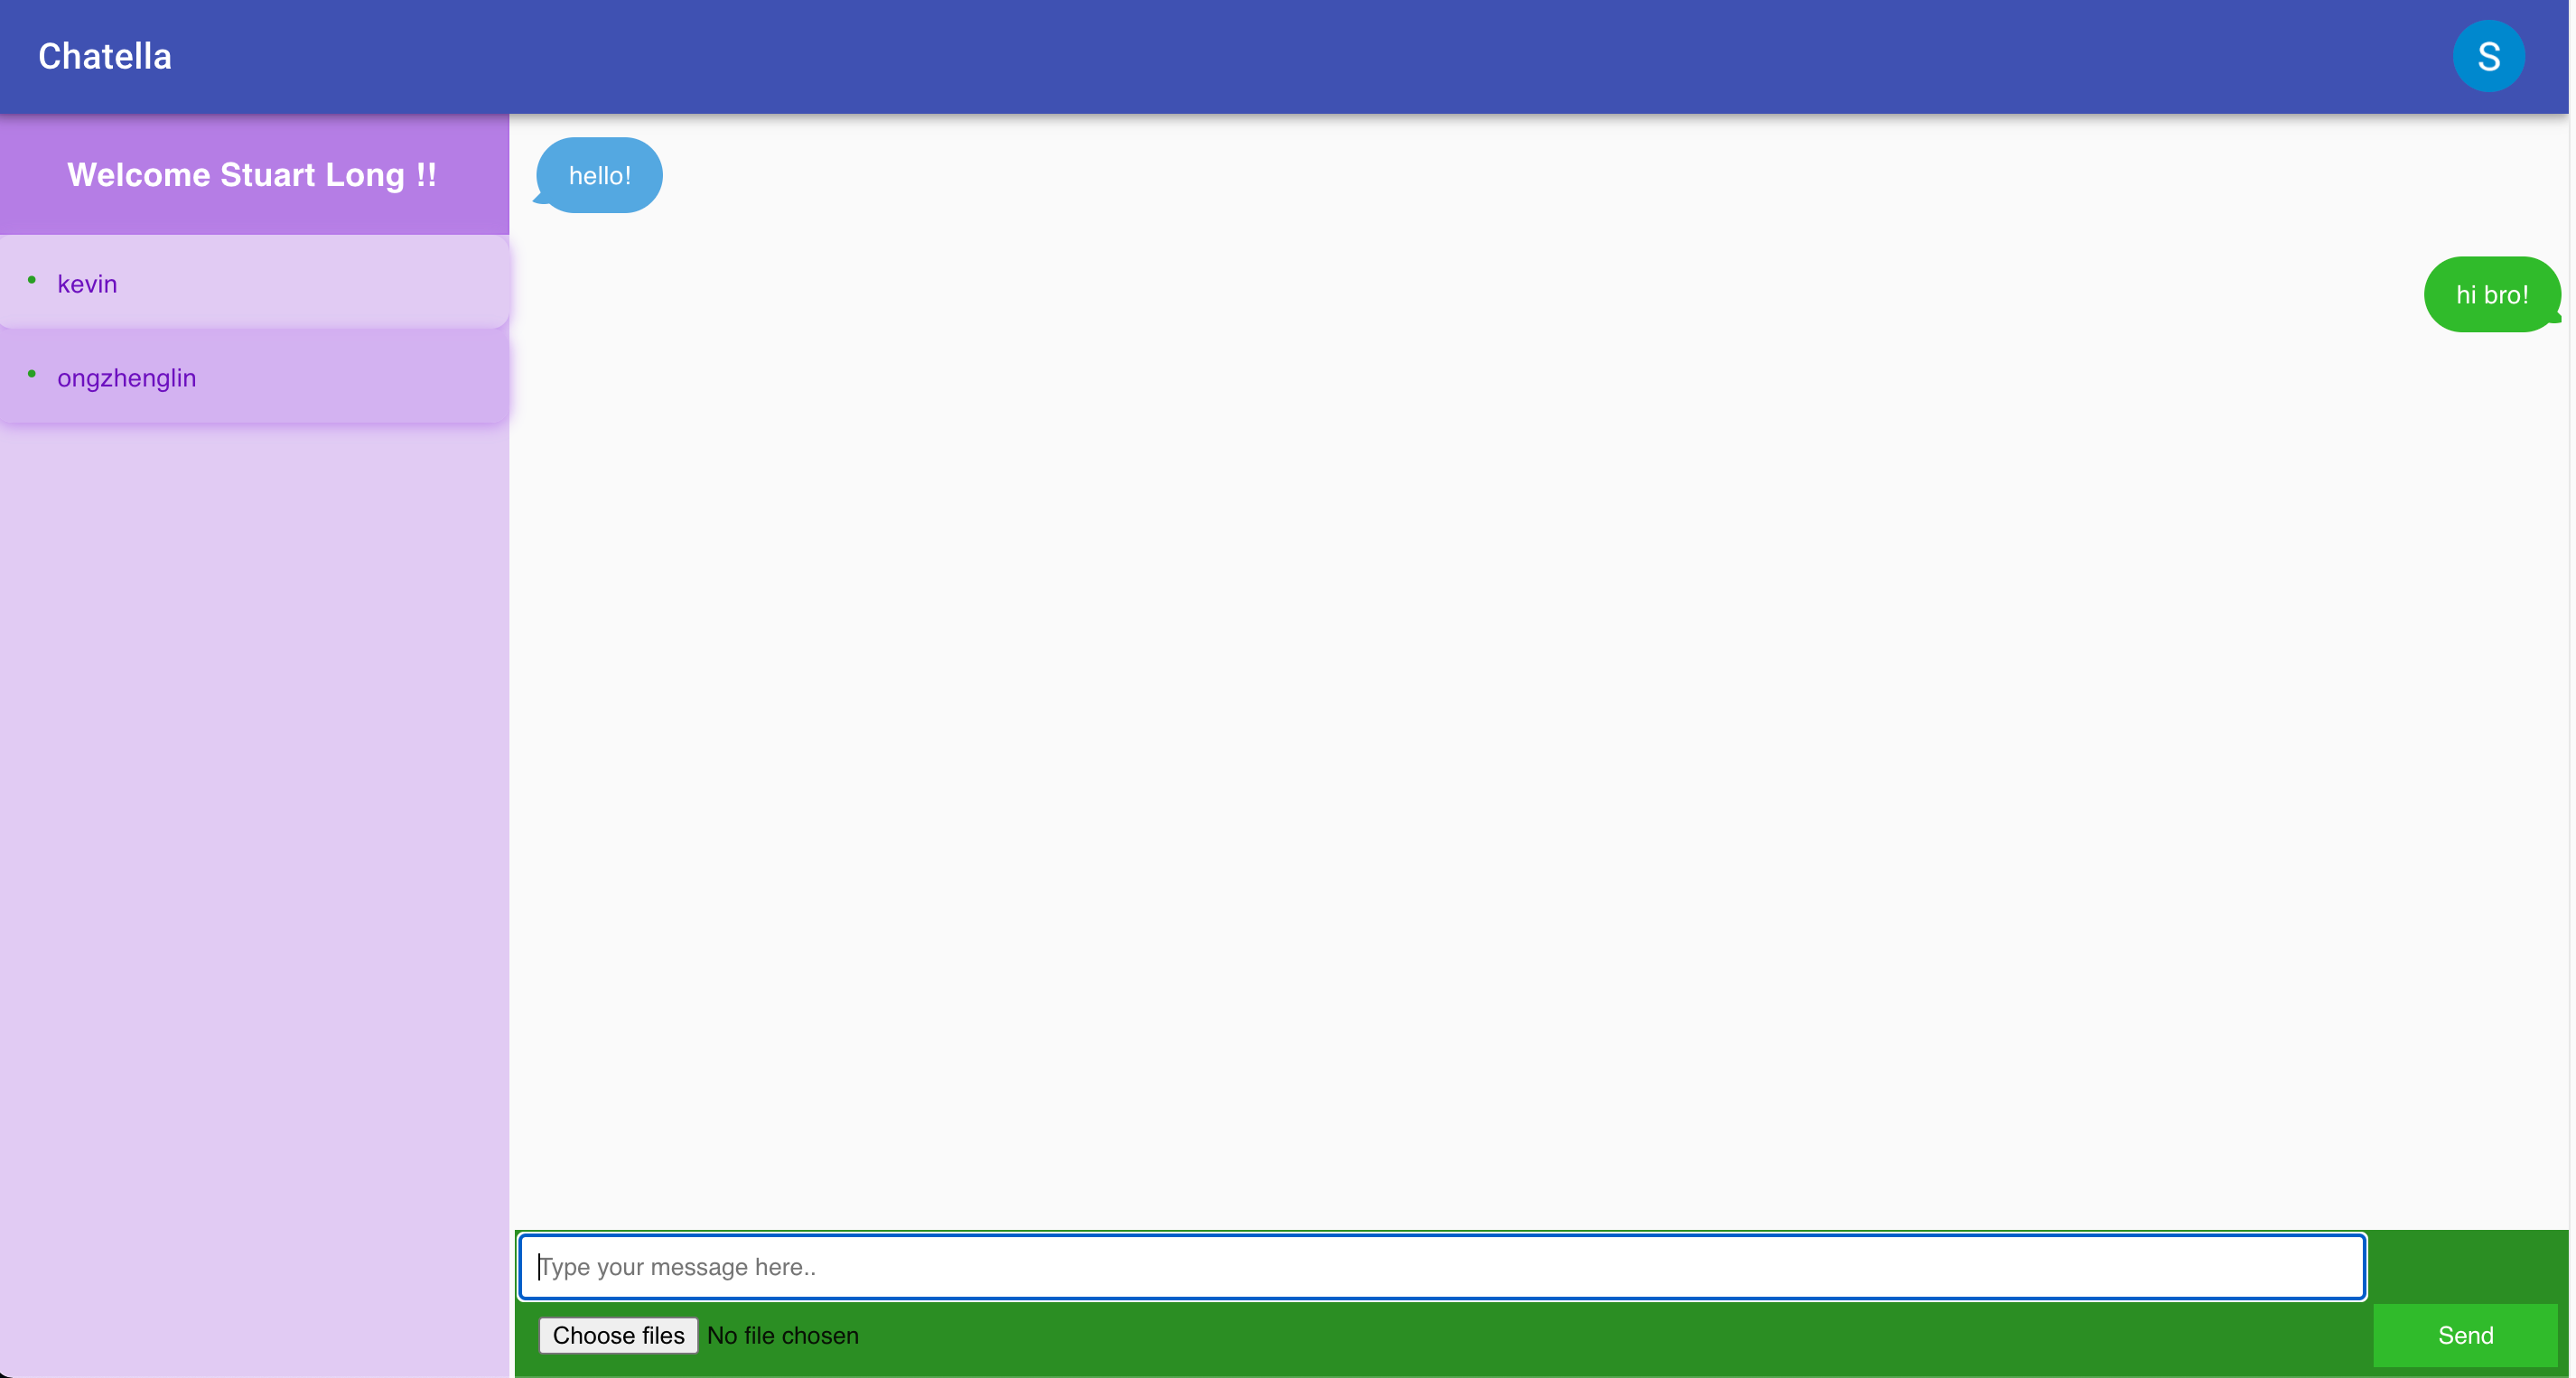 Chatella
S
Welcome Stuart Long !!
kevin
ongzhenglin
hello!
hi bro!
Type your message here..
Choose files No file chosen
Send